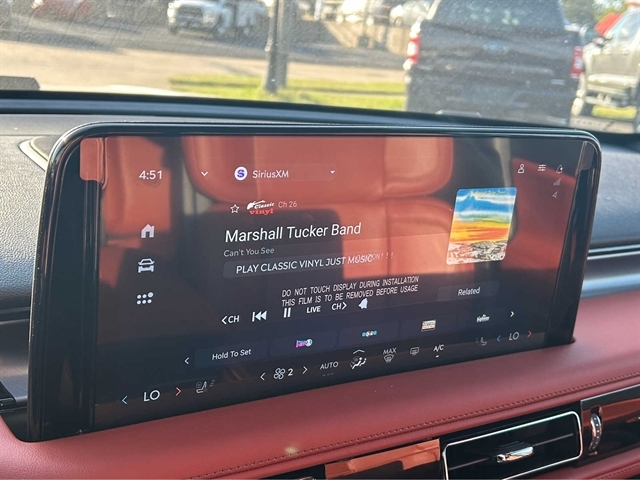 4:51
SiriusXM
Classic Vinyl
Ch 26
Marshall Tucker Band
Can't You See
PLAY CLASSIC VINYL JUST MUSIC
DO NOT TOUCH DISPLAY DURING INSTALLATION
THIS FILM IS TO BE REMOVED BEFORE USAGE
Related
CH
LIVE
CH
Hold To Set
LO
2
AUTO
MAX
A/C
LO